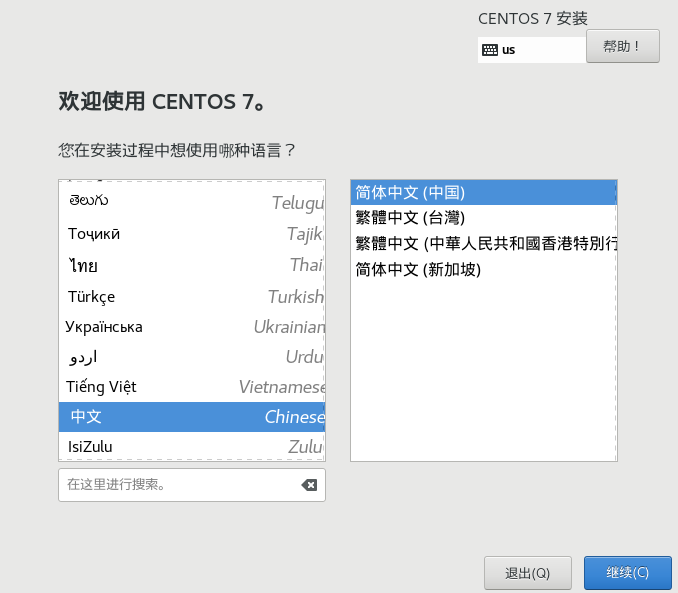 CENTOS 7 安装
us
帮助！
欢迎使用 CENTOS 7。
您在安装过程中想使用哪种语言？
తెలుగు Telugu
Тоҷикӣ Tajik
ไทย Thai
Türkçe Turkish
Українська Ukrainian
اردو Urdu
Tiếng Việt Vietnamese
中文 Chinese
IsiZulu Zulu
在这里进行搜索。
简体中文 (中国)
繁體中文 (台灣)
繁體中文 (中華人民共和國香港特別行
简体中文 (新加坡)
退出(Q)
继续(C)